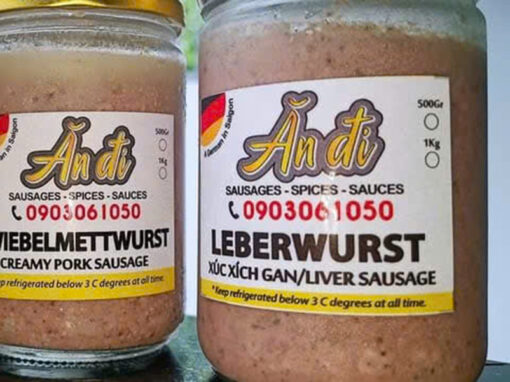 500Gr
1Kg
Ăn đi
SAUSAGES - SPICES - SAUCES
0903061050
IEBELMETTWURST
CREAMY PORK SAUSAGE
Keep refrigerated below 3 C degrees at all time.
A German in Saigon
500Gr
1Kg
Ăn đi
SAUSAGES - SPICES - SAUCES
0903061050
LEBERWURST
XÚC XÍCH GAN/LIVER SAUSAGE
* Keep refrigerated below 3 C degrees at all time.